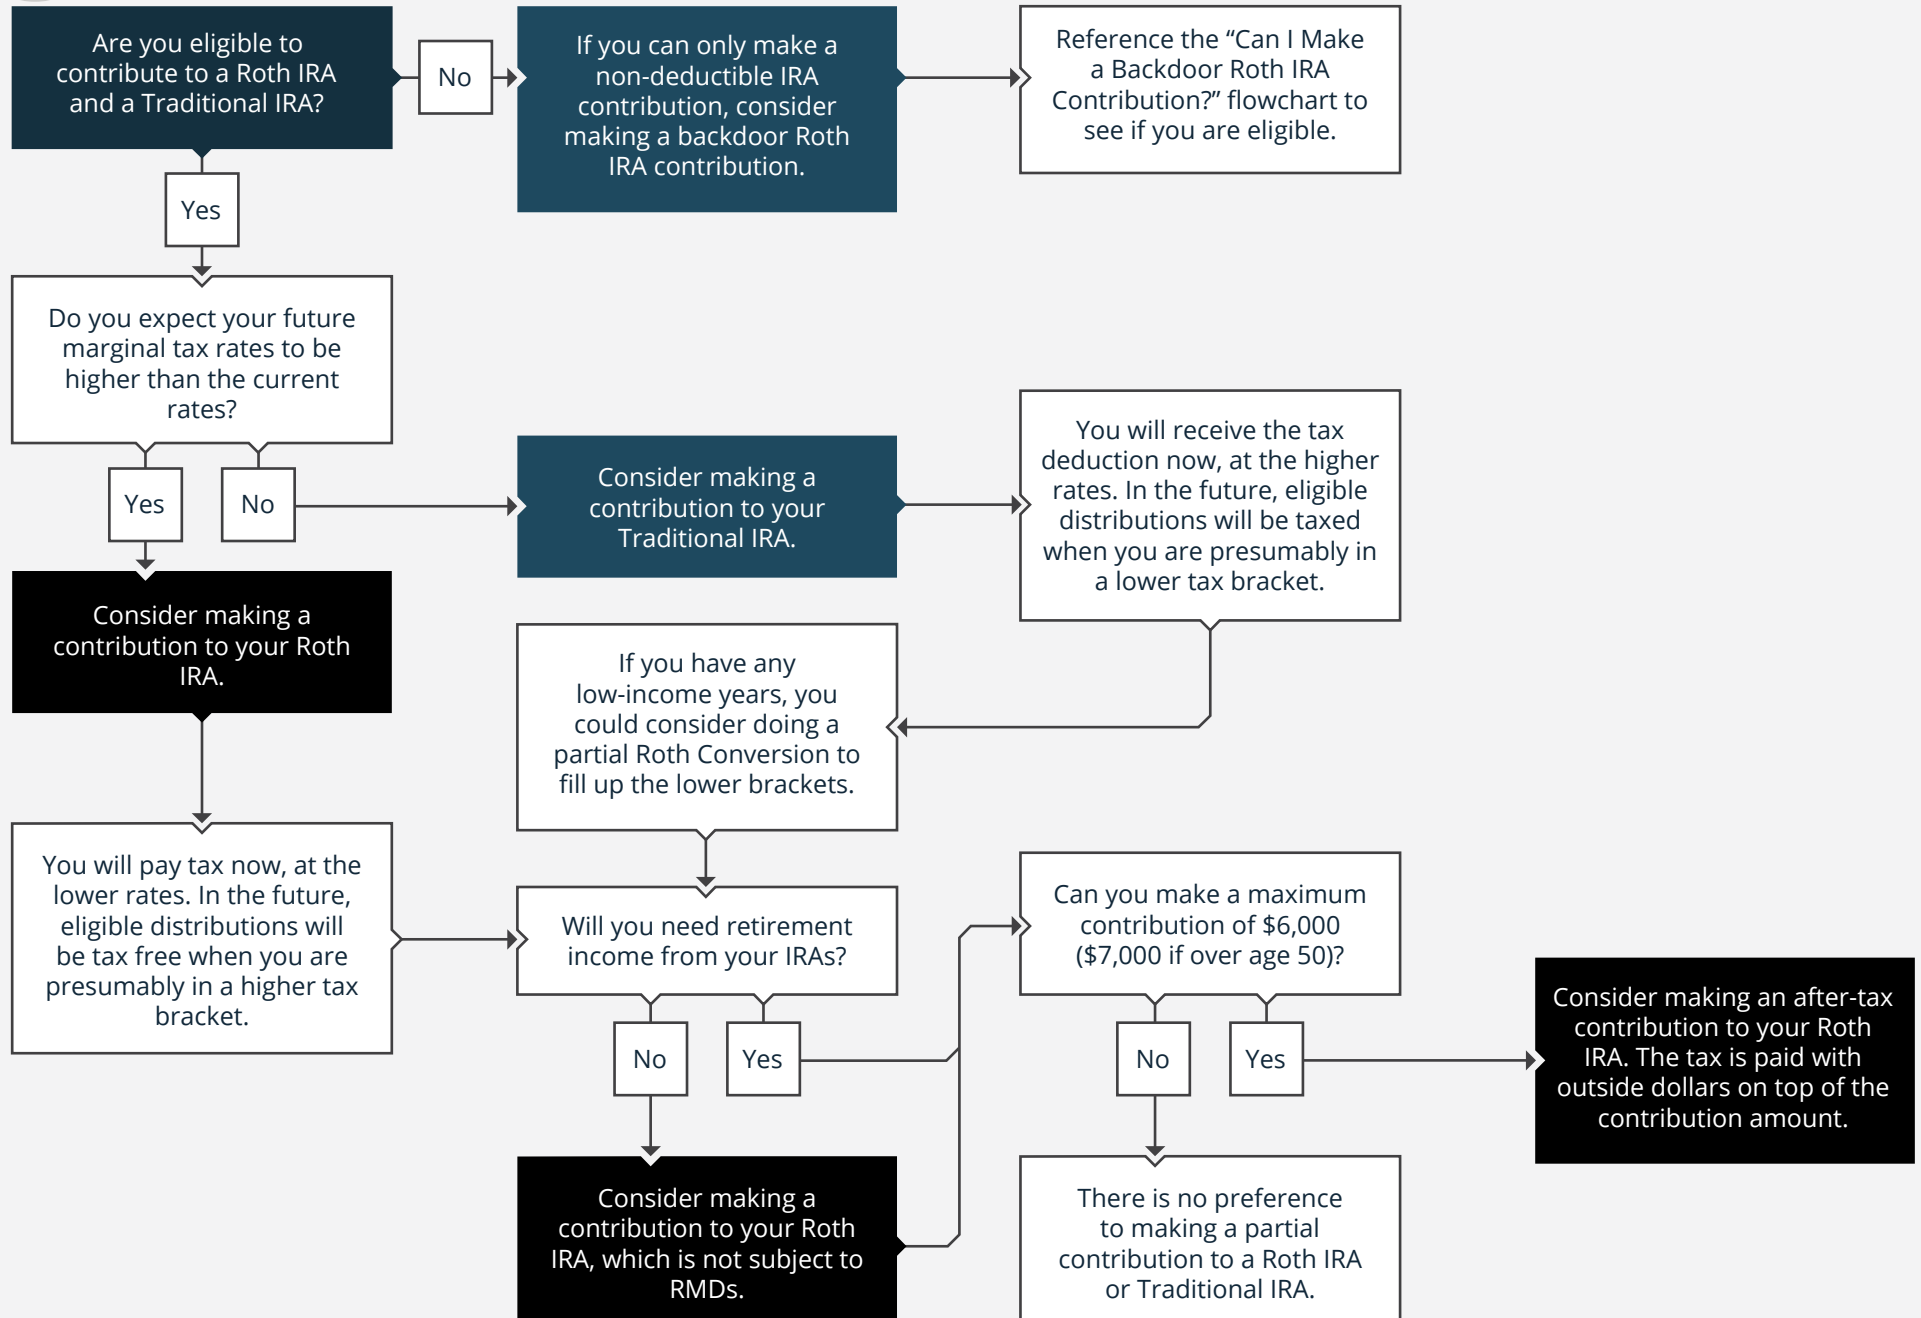 Are you eligible to
contribute to a Roth IRA
and a Traditional IRA?
No
If you can only make a
non-deductible IRA
contribution, consider
making a backdoor Roth
IRA contribution.
Reference the “Can I Make
a Backdoor Roth IRA
Contribution?” flowchart to
see if you are eligible.
Yes
Do you expect your future
marginal tax rates to be
higher than the current
rates?
Yes
No
Consider making a
contribution to your
Traditional IRA.
You will receive the tax
deduction now, at the higher
rates. In the future, eligible
distributions will be taxed
when you are presumably in
a lower tax bracket.
Consider making a
contribution to your Roth
IRA.
If you have any
low-income years, you
could consider doing a
partial Roth Conversion to
fill up the lower brackets.
You will pay tax now, at the
lower rates. In the future,
eligible distributions will
be tax free when you are
presumably in a higher tax
bracket.
Will you need retirement
income from your IRAs?
No
Yes
Can you make a maximum
contribution of $6,000
($7,000 if over age 50)?
No
Yes
Consider making an after-tax
contribution to your Roth
IRA. The tax is paid with
outside dollars on top of the
contribution amount.
Consider making a
contribution to your Roth
IRA, which is not subject to
RMDs.
There is no preference
to making a partial
contribution to a Roth IRA
or Traditional IRA.